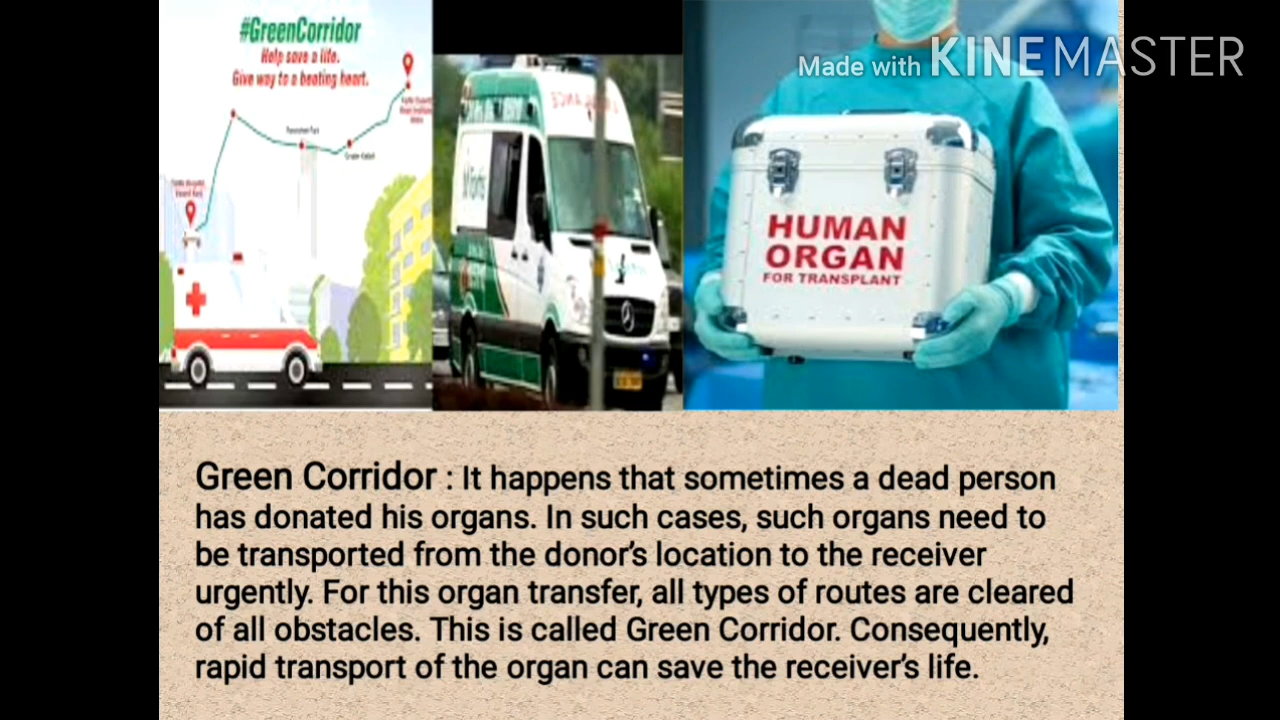 #GreenCorridor
Help save a life.
Give way to a beating heart.
Made with KINEMASTER
HUMAN
ORGAN
FOR TRANSPLANT
Green Corridor : It happens that sometimes a dead person
has donated his organs. In such cases, such organs need to
be transported from the donor’s location to the receiver
urgently. For this organ transfer, all types of routes are cleared
of all obstacles. This is called Green Corridor. Consequently,
rapid transport of the organ can save the receiver’s life.